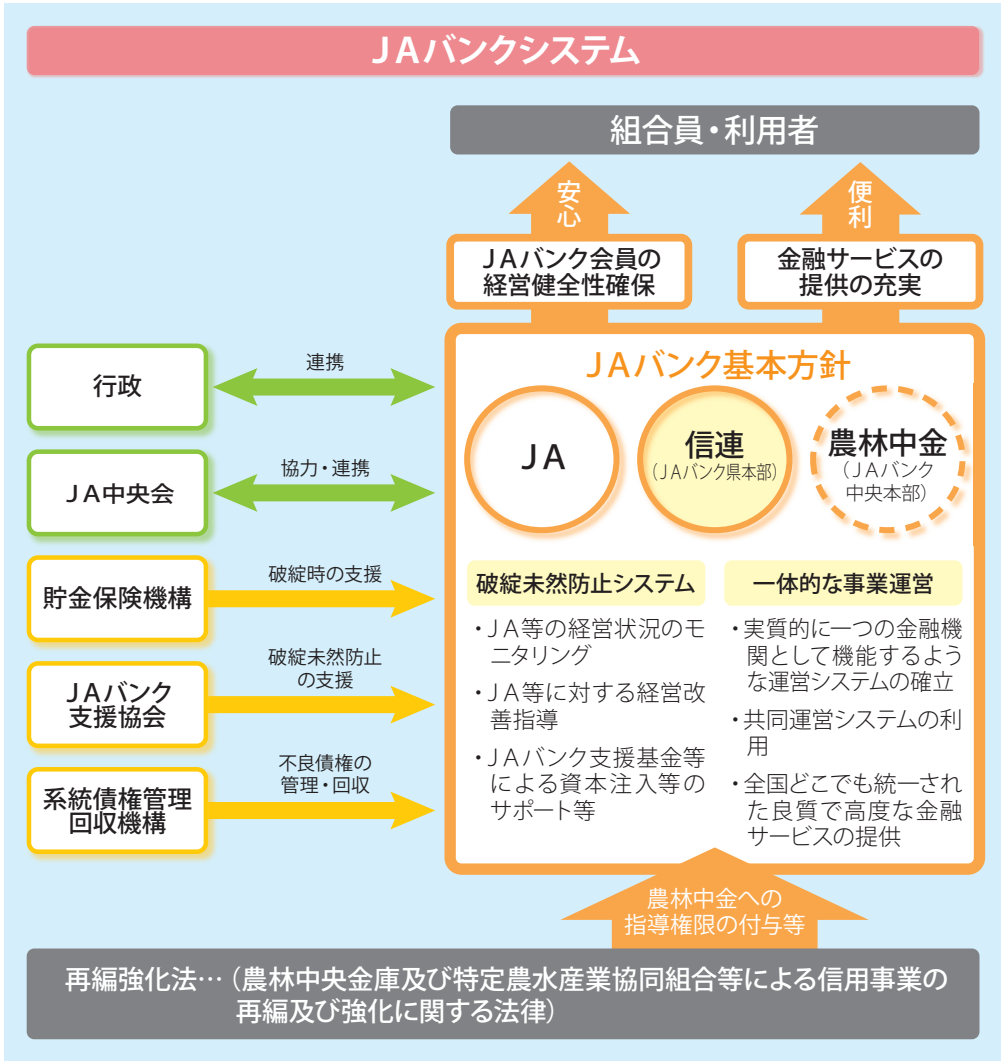 JAバンクシステム
組合員・利用者
安心
便利
JAバンク会員の
経営健全性確保
金融サービスの
提供の充実
行政
連携
JA中央会
協力・連携
貯金保険機構
破綻時の支援
JAバンク
支援協会
破綻未然防止
の支援
系統債権管理
回収機構
不良債権の
管理・回収
JAバンク基本方針
JA
信連
（JAバンク県本部）
農林中金
（JAバンク
中央本部）
破綻未然防止システム
・JA等の経営状況のモ
ニタリング
・JA等に対する経営改
善指導
・JAバンク支援基金等
による資本注入等の
サポート等
一体的な事業運営
・実質的に一つの金融機
関として機能するよう
な運営システムの確立
・共同運営システムの利
用
・全国どこでも統一され
た良質で高度な金融
サービスの提供
農林中金への
指導権限の付与等
再編強化法…（農林中央金庫及び特定農水産業協同組合等による信用事業の
再編及び強化に関する法律）